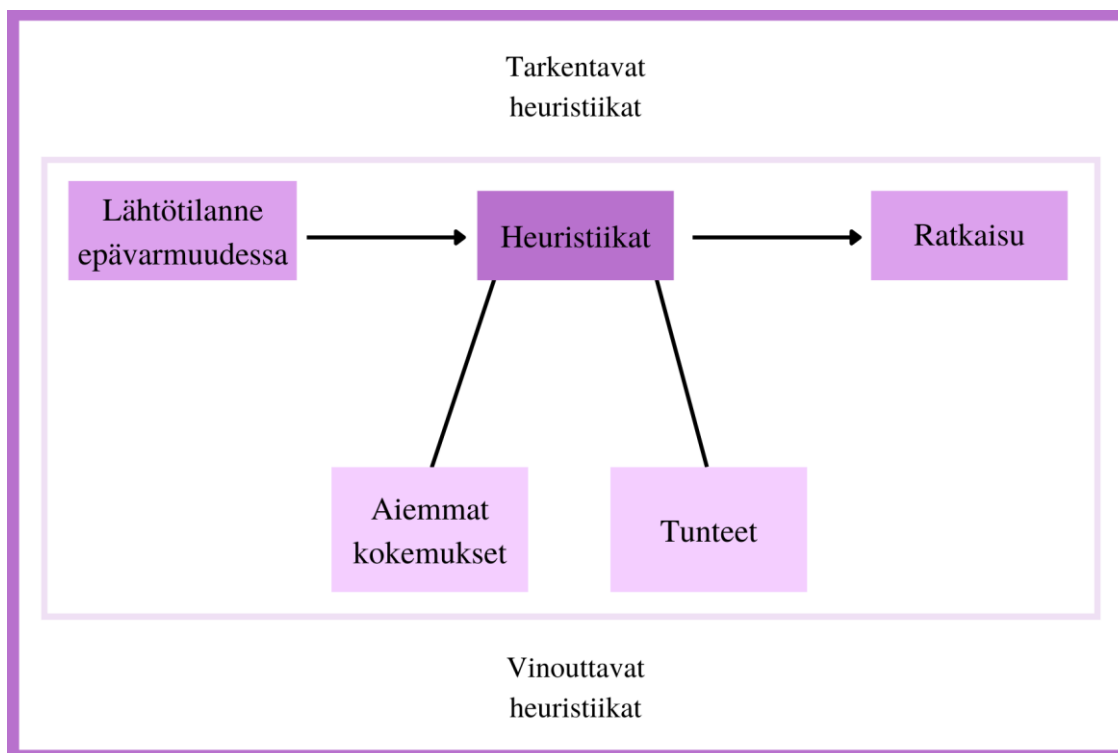 Tarkentavat
heuristiikat
Lähtötilanne
epävarmuudessa
Heuristiikat
Ratkaisu
Aiemmat
kokemukset
Tunteet
Vinouttavat
heuristiikat